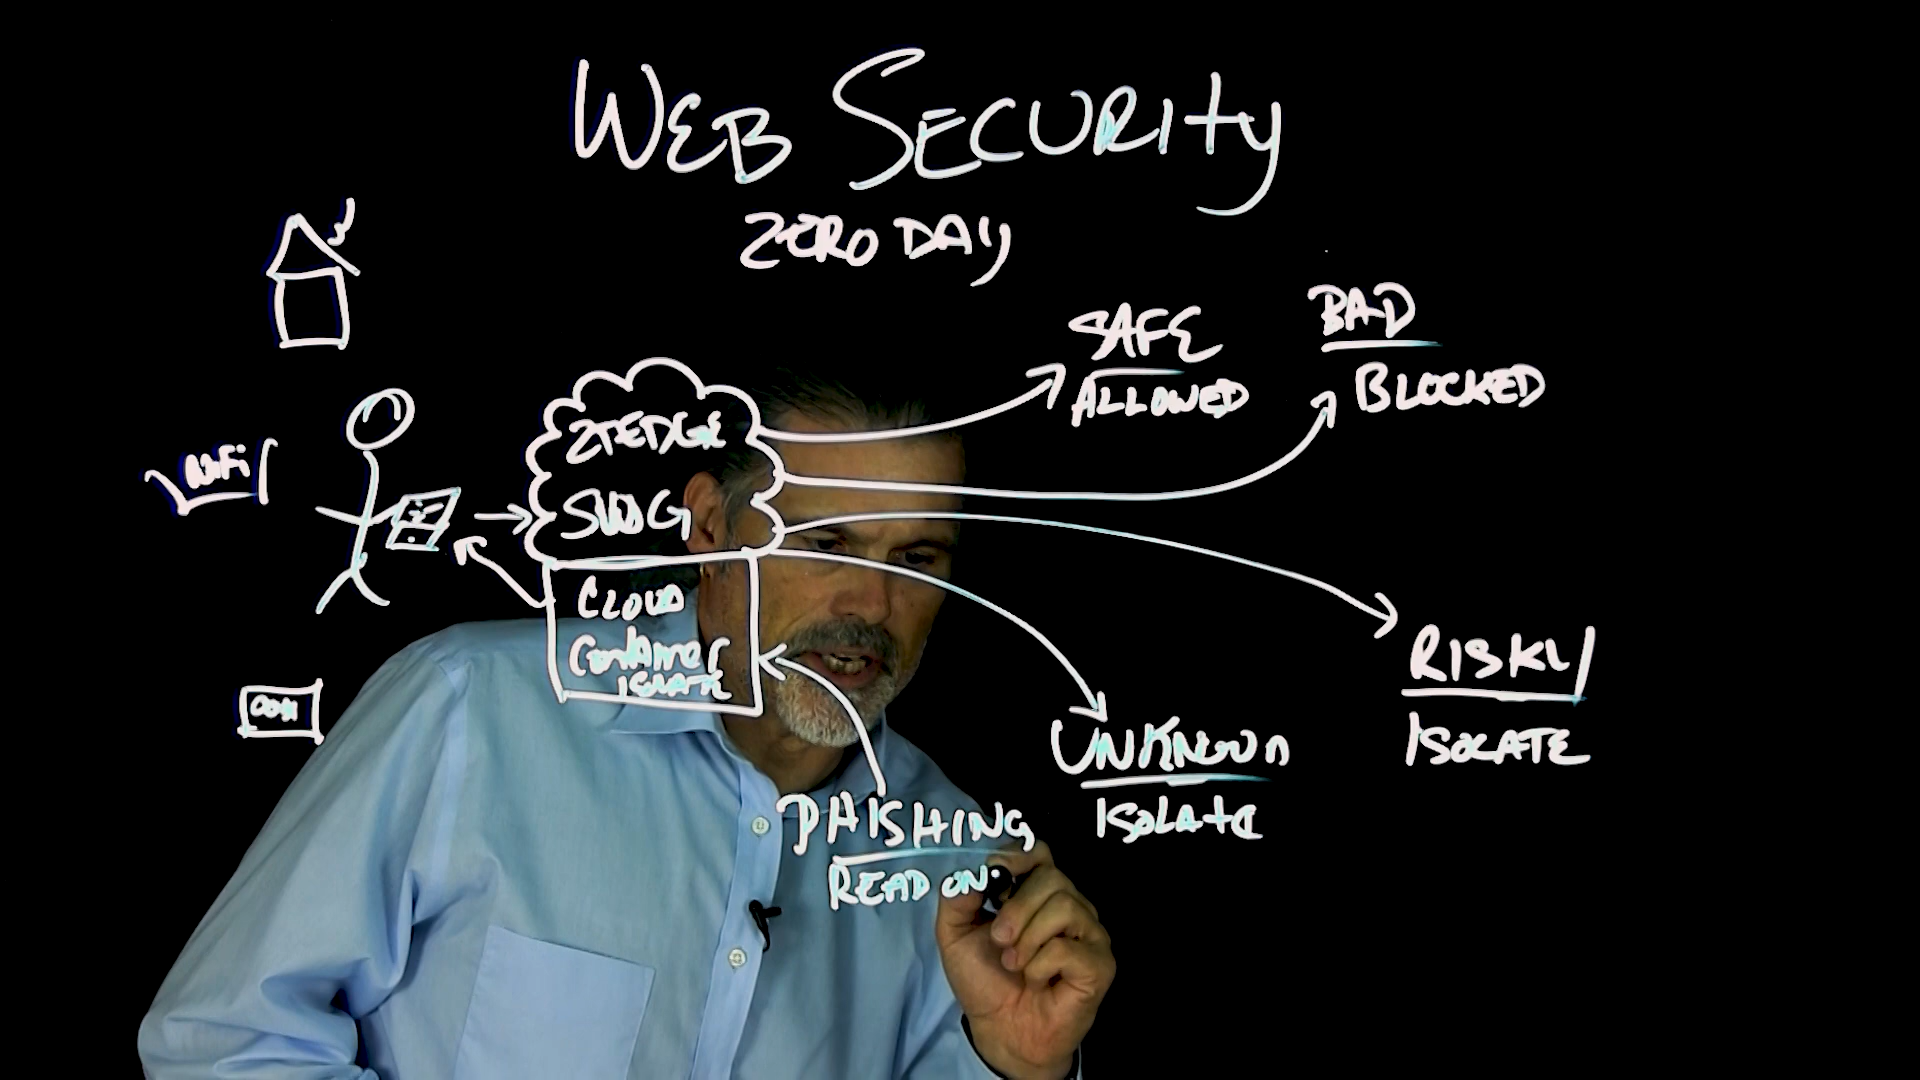 WEB SECURITY
ZERO DAY
SAFE
ALLOWED
BAD
BLOCKED
WiFi
ZTEDGE
SWG
CLOUD
Container
ISOLATE
RISKY
ISOLATE
UNKNOWN
ISOLATE
PHISHING
READ ON